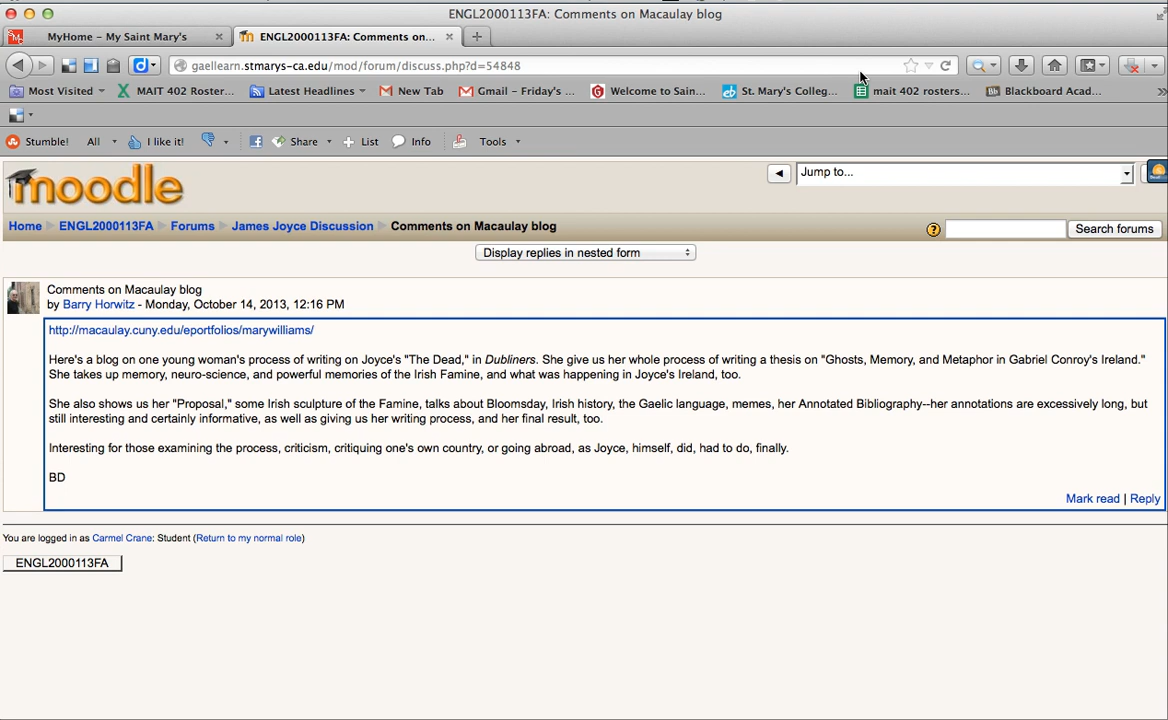 ENGL2000113FA: Comments on Macaulay blog
MyHome - My Saint Mary's
ENGL2000113FA: Comments on...
gaellearn.stmarys-ca.edu/mod/forum/discuss.php?d=54848
Most Visited
MAIT 402 Roster...
Latest Headlines
New Tab
Gmail - Friday's ...
Welcome to Sain...
St. Mary's Colleg...
mait 402 rosters...
Blackboard Acad...
Stumble!
All
I like it!
Share
List
Info
Tools
moodle
Jump to...
Home
ENGL2000113FA
Forums
James Joyce Discussion
Comments on Macaulay blog
Search forums
Display replies in nested form
Comments on Macaulay blog
by Barry Horwitz - Monday, October 14, 2013, 12:16 PM
http://macaulay.cuny.edu/eportfolios/marywilliams/
Here's a blog on one young woman's process of writing on Joyce's "The Dead," in Dubliners. She give us her whole process of writing a thesis on "Ghosts, Memory, and Metaphor in Gabriel Conroy's Ireland."
She takes up memory, neuro-science, and powerful memories of the Irish Famine, and what was happening in Joyce's Ireland, too.
She also shows us her "Proposal," some Irish sculpture of the Famine, talks about Bloomsday, Irish history, the Gaelic language, memes, her Annotated Bibliography--her annotations are excessively long, but
still interesting and certainly informative, as well as giving us her writing process, and her final result, too.
Interesting for those examining the process, criticism, critiquing one's own country, or going abroad, as Joyce, himself, did, had to do, finally.
BD
Mark read | Reply
You are logged in as Carmel Crane: Student (Return to my normal role)
ENGL2000113FA